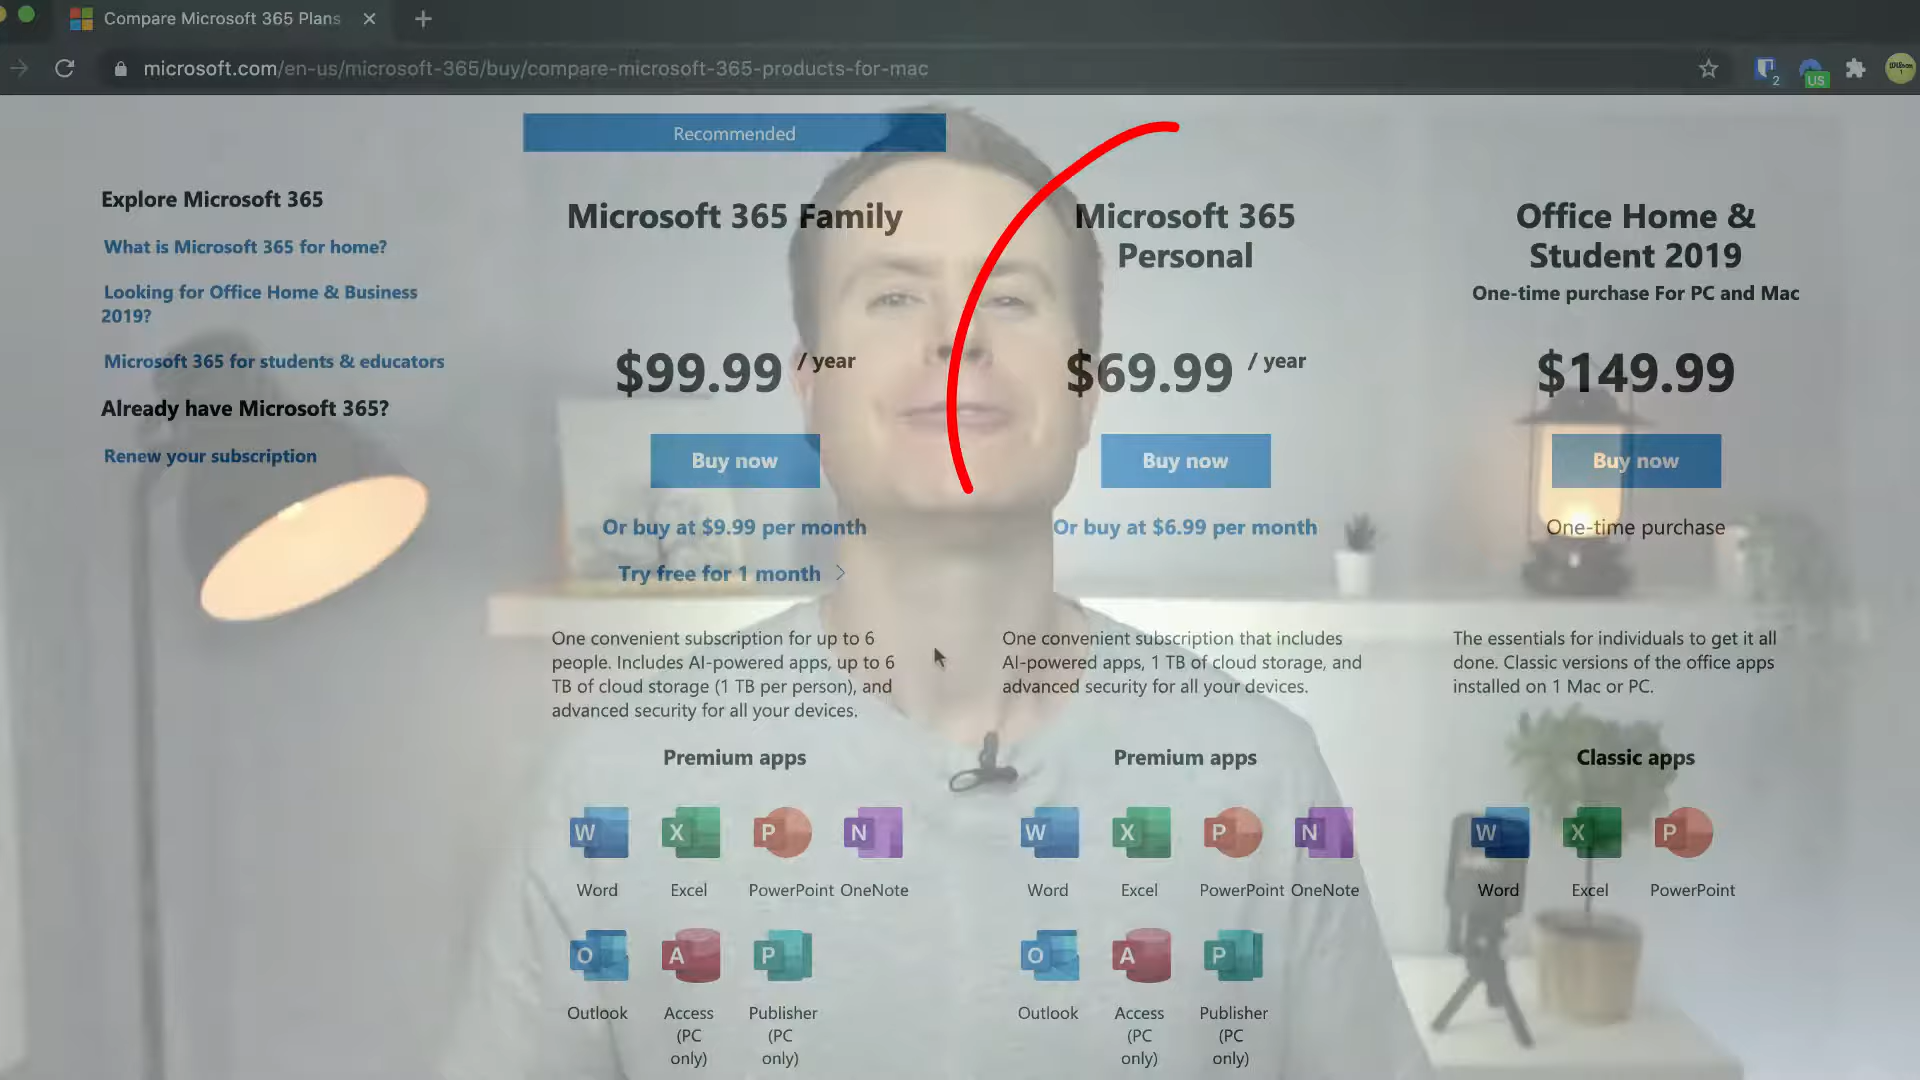 Compare Microsoft 365 Plans
microsoft.com/en-us/microsoft-365/buy/compare-microsoft-365-products-for-mac
2
US
Explore Microsoft 365
What is Microsoft 365 for home?
Looking for Office Home & Business
2019?
Microsoft 365 for students & educators
Already have Microsoft 365?
Renew your subscription
Recommended
Microsoft 365 Family
$99.99 / year
Buy now
Or buy at $9.99 per month
Try free for 1 month
One convenient subscription for up to 6
people. Includes AI-powered apps, up to 6
TB of cloud storage (1 TB per person), and
advanced security for all your devices.
Premium apps
W X P N
Word Excel PowerPoint OneNote
O A P
Outlook Access Publisher
(PC (PC
only) only)
Microsoft 365
Personal
$69.99 / year
Buy now
Or buy at $6.99 per month
One convenient subscription that includes
AI-powered apps, 1 TB of cloud storage, and
advanced security for all your devices.
Premium apps
W X P N
Word Excel PowerPoint OneNote
O A P
Outlook Access Publisher
(PC (PC
only) only)
Office Home &
Student 2019
One-time purchase For PC and Mac
$149.99
Buy now
One-time purchase
The essentials for individuals to get it all
done. Classic versions of the office apps
installed on 1 Mac or PC.
Classic apps
W X P
Word Excel PowerPoint